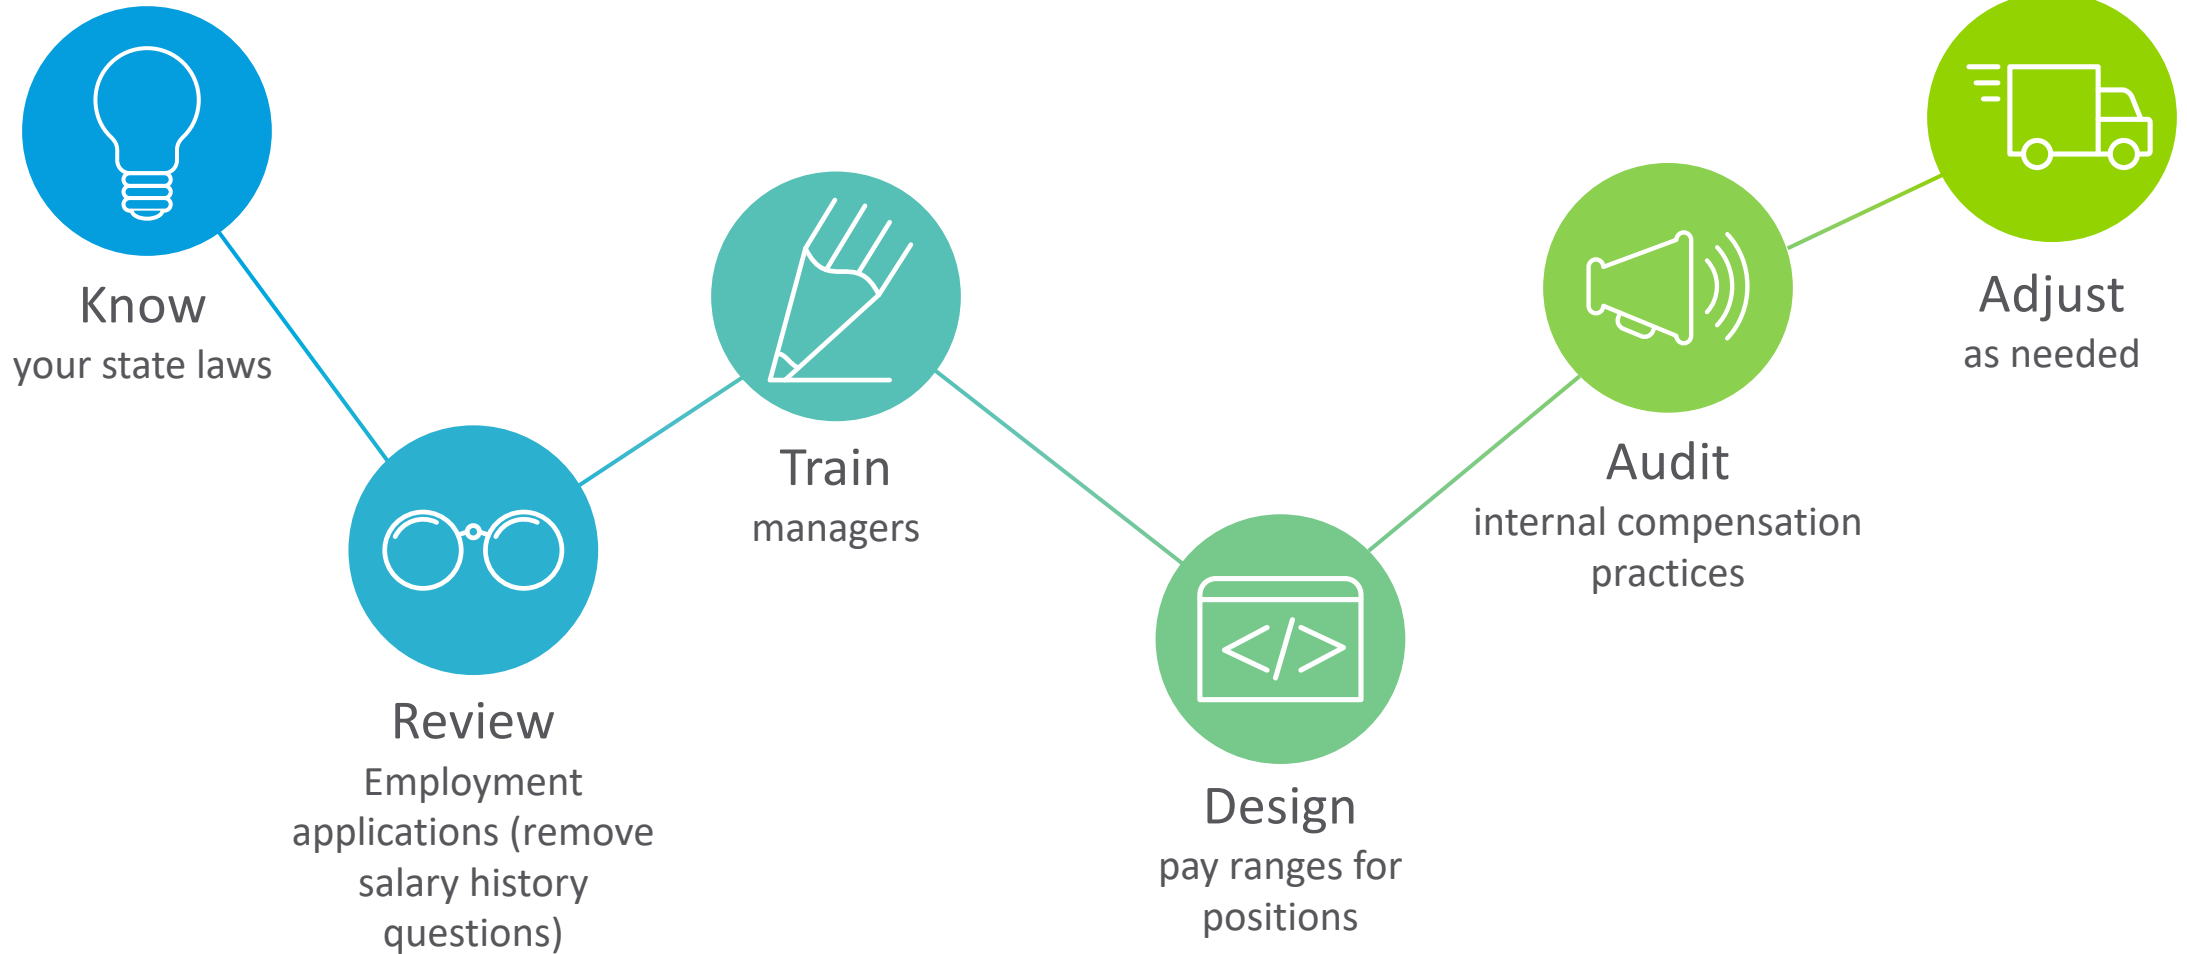 Know
your state laws
Review
Employment
applications (remove
salary history
questions)
Train
managers
</>
Design
pay ranges for
positions
Audit
internal compensation
practices
Adjust
as needed